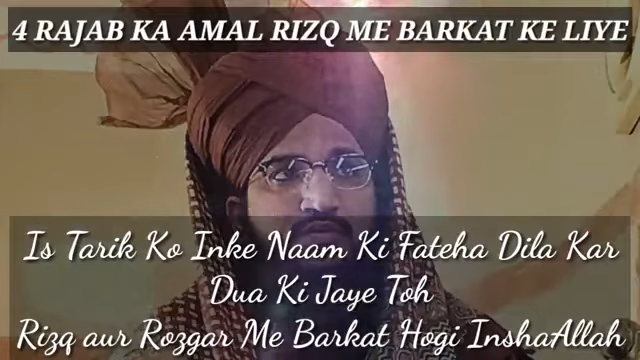 4 RAJAB KA AMAL RIZQ ME BARKAT KE LIYE
Is Tarik Ko Inke Naam Ki Fateha Dila Kar
Dua Ki Jaye Toh
Rizq aur Rozgar Me Barkat Hogi InshaAllah